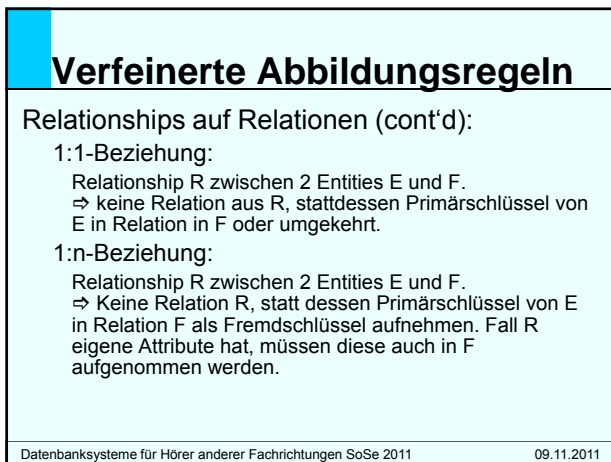 Verfeinerte Abbildungsregeln
Relationships auf Relationen (cont‘d):
1:1-Beziehung:
Relationship R zwischen 2 Entities E und F.
⇨ keine Relation aus R, stattdessen Primärschlüssel von
E in Relation in F oder umgekehrt.
1:n-Beziehung:
Relationship R zwischen 2 Entities E und F.
⇨ Keine Relation R, statt dessen Primärschlüssel von E
in Relation F als Fremdschlüssel aufnehmen. Fall R
eigene Attribute hat, müssen diese auch in F
aufgenommen werden.
Datenbanksysteme für Hörer anderer Fachrichtungen SoSe 2011 09.11.2011